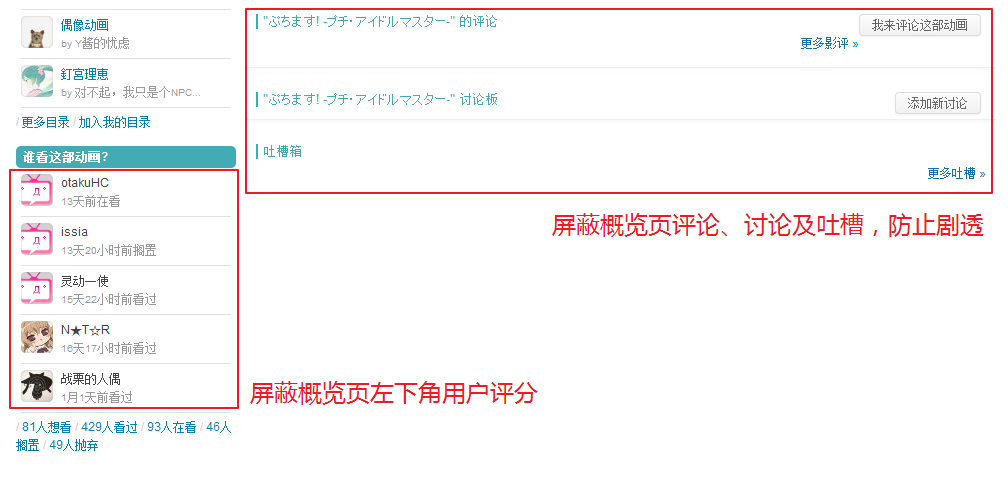 偶像动画
by Y酱的忧虑
釘宮理恵
by 对不起，我只是个NPC...
/ 更多目录 / 加入我的目录
谁看这部动画?
otakuHC
13天前在看
issia
13天20小时前搁置
灵动一使
15天22小时前看过
N★T☆R
16天17小时前看过
战栗的人偶
1月1天前看过
/ 81人想看 / 429人看过 / 93人在看 / 46人
搁置 / 49人抛弃
"ぷちます! -プチ・アイドルマスター-" 的评论
我来评论这部动画
更多影评 »
"ぷちます! -プチ・アイドルマスター-" 讨论板
添加新讨论
吐槽箱
更多吐槽 »
屏蔽概览页评论、讨论及吐槽，防止剧透
屏蔽概览页左下角用户评分